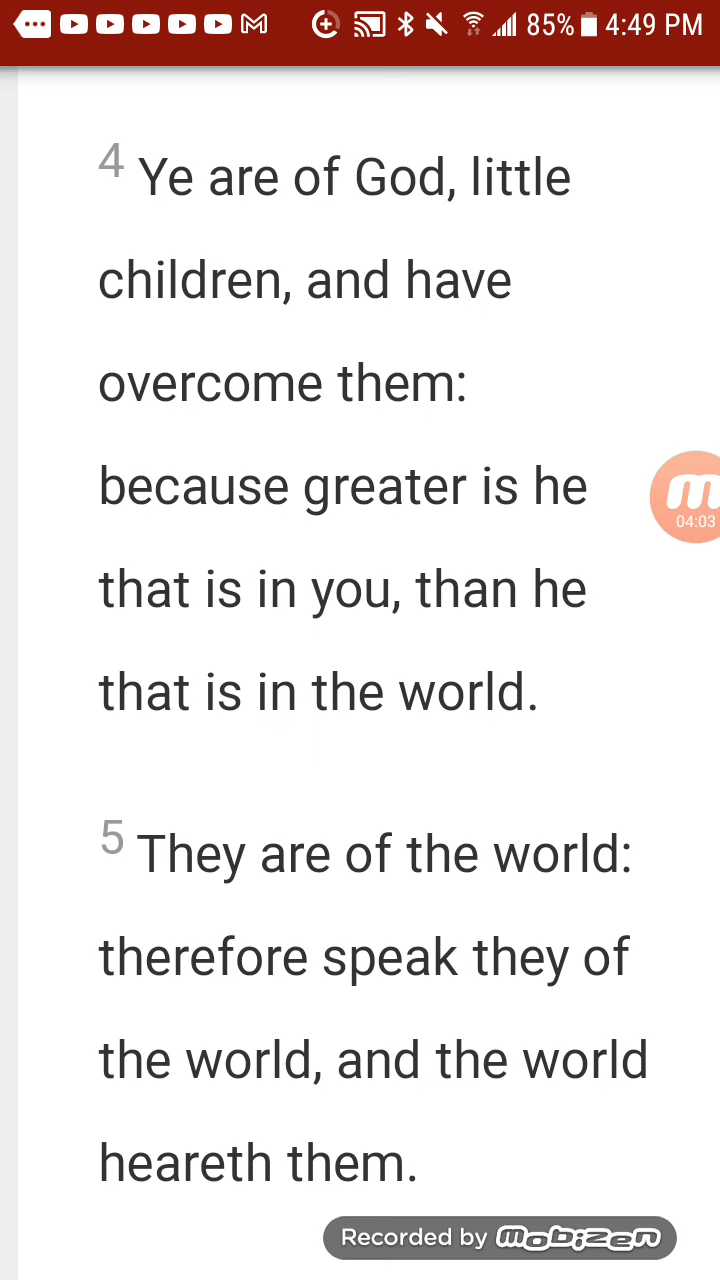 85% 4:49 PM
4 Ye are of God, little
children, and have
overcome them:
because greater is he
that is in you, than he
that is in the world.
m
04:03
5 They are of the world:
therefore speak they of
the world, and the world
heareth them.
Recorded by mobizen